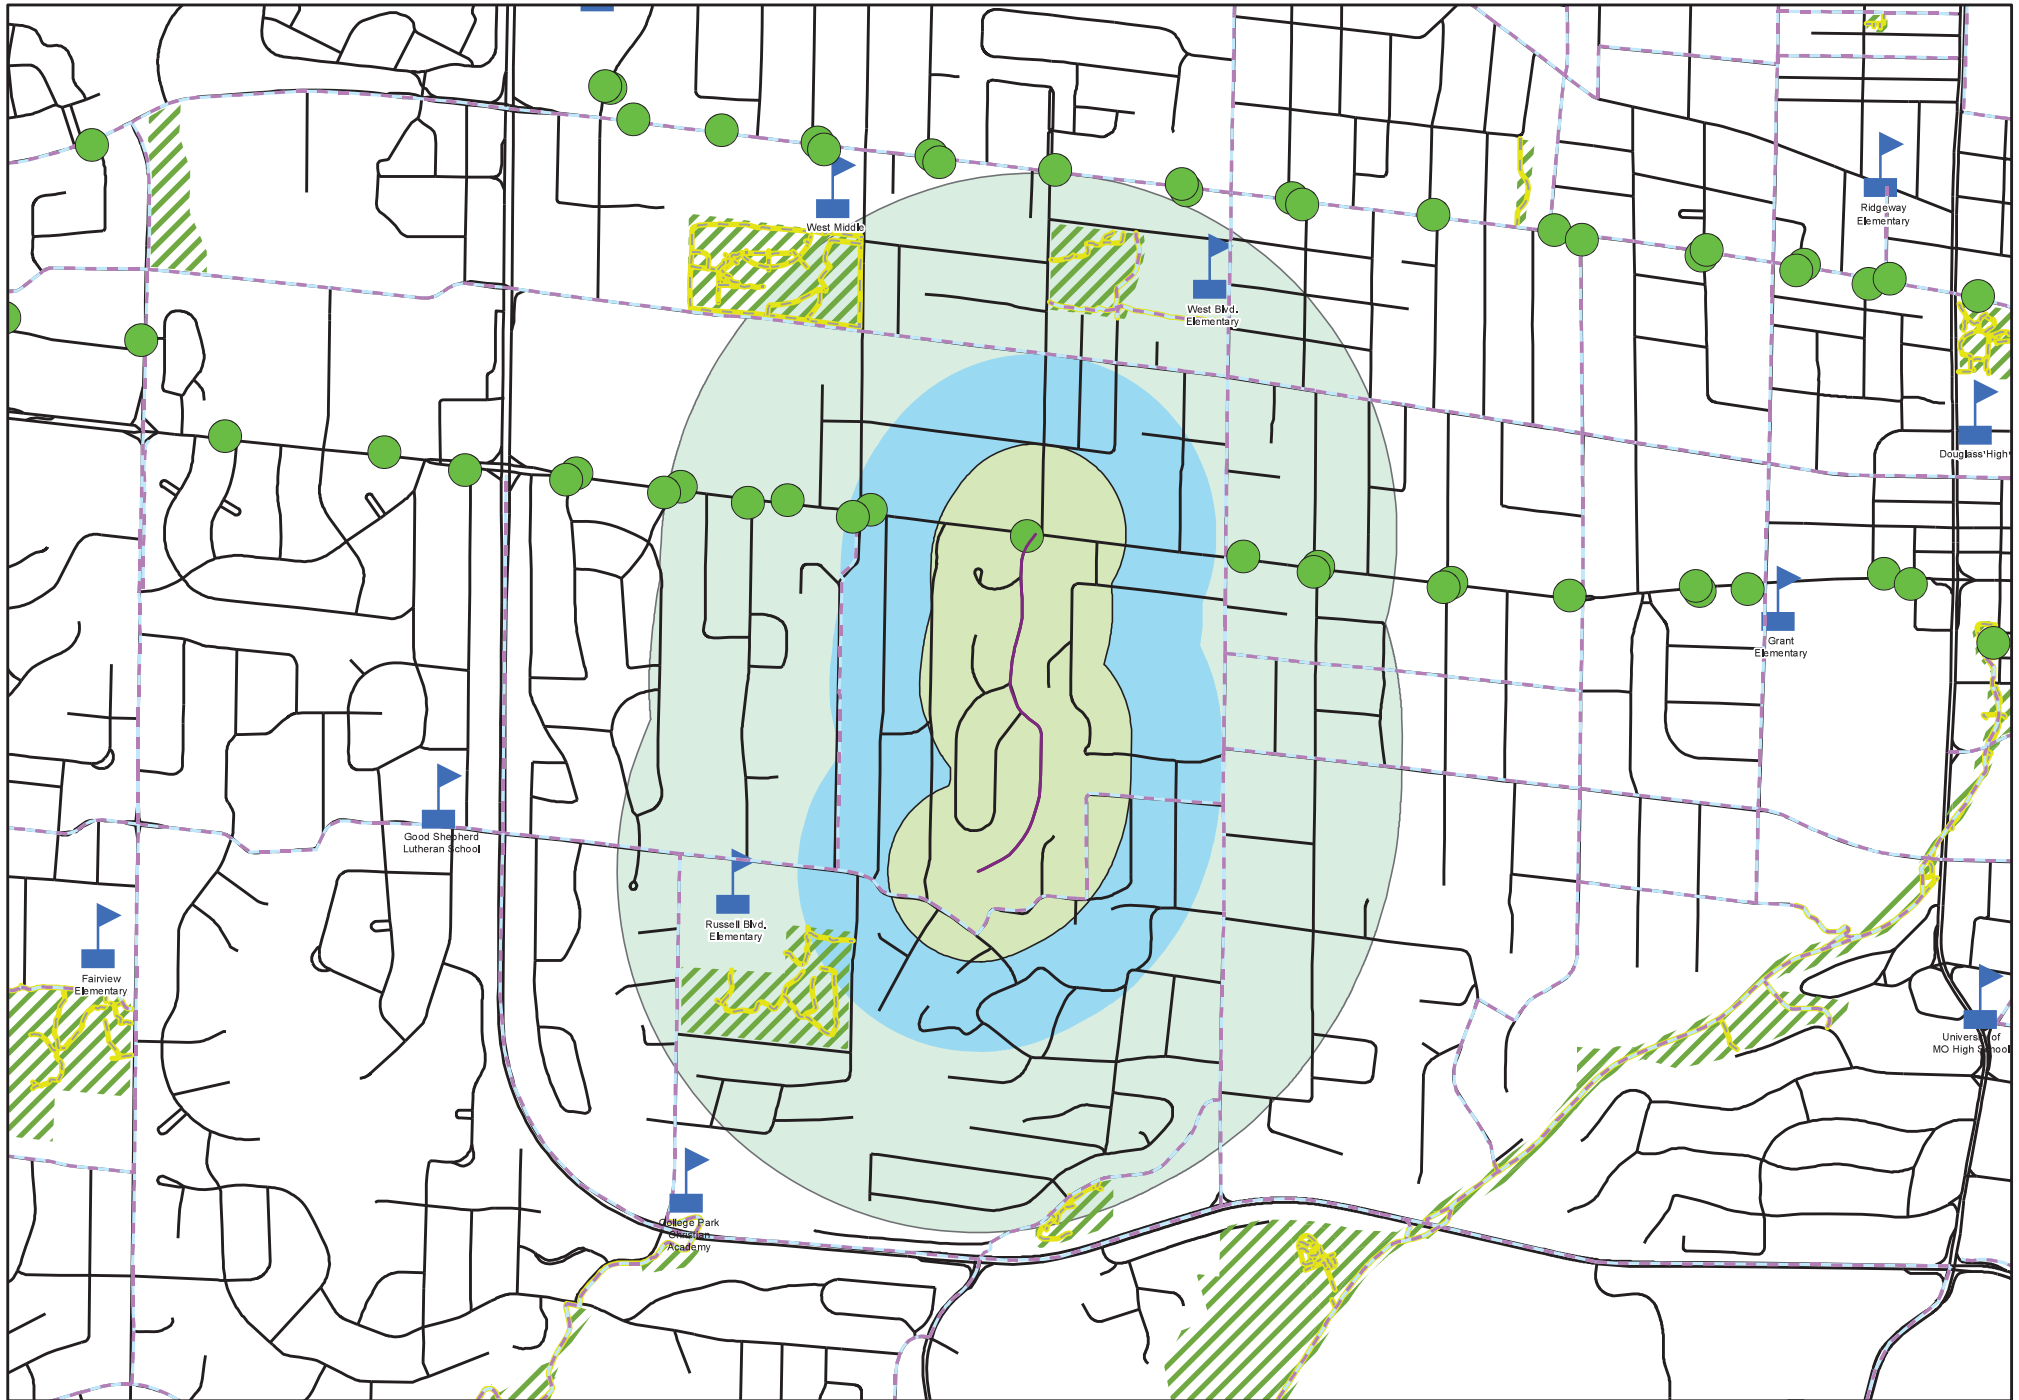 Ridgeway
Elementary
West Middle
West Blvd.
Elementary
Douglass High
Grant
Elementary
Good Shepherd
Lutheran School
Russell Blvd.
Elementary
Fairview
Elementary
University of
MO High School
College Park
Christian
Academy